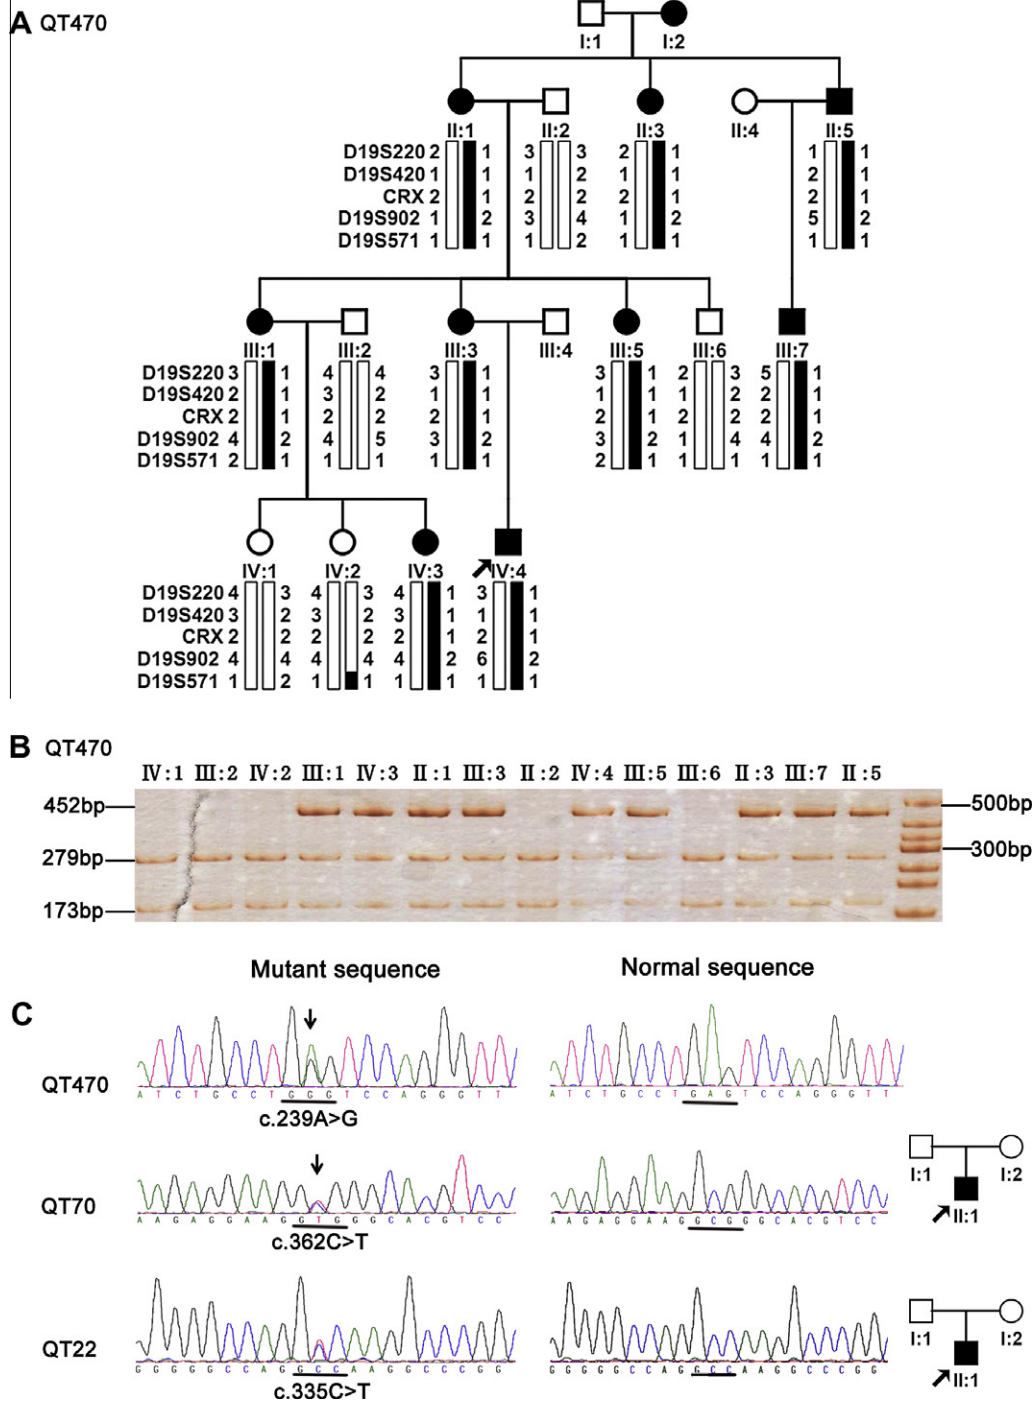 A QT470
I:1 I:2
II:1 II:2 II:3 II:4 II:5
D19S220 2 1 3 3 2 1 1 1
D19S420 1 1 1 2 1 1 2 1
CRX 2 1 2 2 2 1 2 1
D19S902 1 2 3 4 1 2 5 2
D19S571 1 1 1 2 1 1 1 1
III:1 III:2 III:3 III:4 III:5 III:6 III:7
D19S220 3 1 4 4 3 1 3 1 2 3 5 1
D19S420 2 1 3 2 1 1 1 1 1 2 2 1
CRX 2 1 2 2 2 1 2 1 2 2 2 1
D19S902 4 2 4 5 3 2 3 2 1 4 4 2
D19S571 2 1 1 1 1 1 2 1 1 1 1 1
IV:1 IV:2 IV:3 IV:4
D19S220 4 3 4 3 4 1 3 1
D19S420 3 2 3 2 3 1 1 1
CRX 2 2 2 2 2 1 2 1
D19S902 4 4 4 4 4 2 6 2
D19S571 1 2 1 1 1 1 1 1
B QT470
IV:1 III:2 IV:2 III:1 IV:3 II:1 III:3 II:2 IV:4 III:5 III:6 II:3 III:7 II:5
452bp 500bp
279bp 300bp
173bp
Mutant sequence Normal sequence
C
QT470
A T C T G C C T G G G T C C A G G G T T A T C T G C C T G A G T C C A G G G T T
c.239A>G
I:1 I:2
QT70
II:1
A A G A G G A A G G T G G G C A C G T C C A A G A G G A A G G C G G G C A C G T C C
c.362C>T
I:1 I:2
QT22
II:1
G G G G G C C A G G C C A A G G C C C G G G G G G G C C A G G C C A A G G C C C G G
c.335C>T